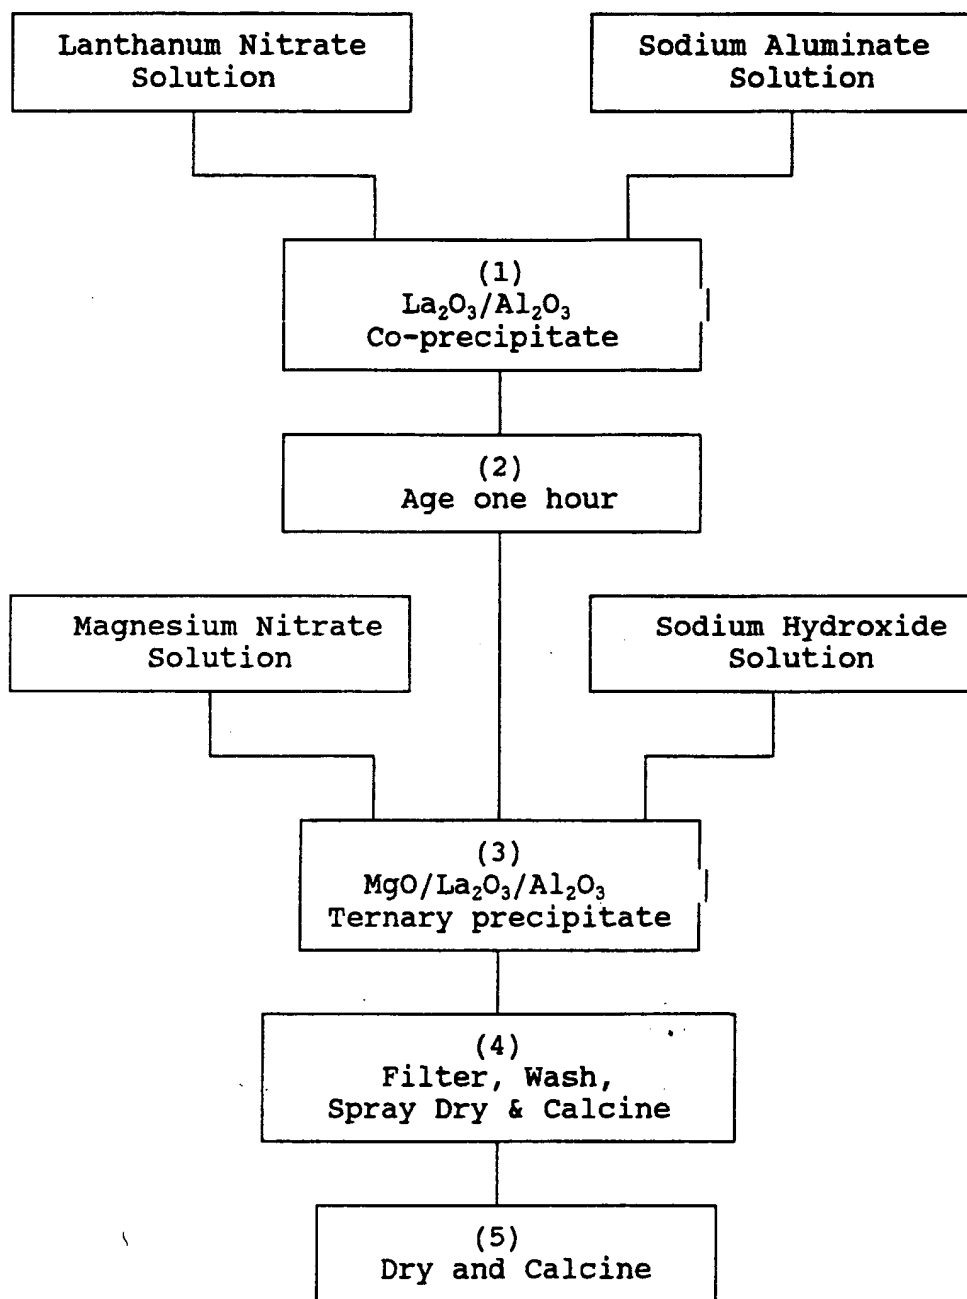 Lanthanum Nitrate
Solution
Sodium Aluminate
Solution
(1)
La₂O₃/Al₂O₃
Co-precipitate
(2)
Age one hour
Magnesium Nitrate
Solution
Sodium Hydroxide
Solution
(3)
MgO/La₂O₃/Al₂O₃
Ternary precipitate
(4)
Filter, Wash,
Spray Dry & Calcine
(5)
Dry and Calcine